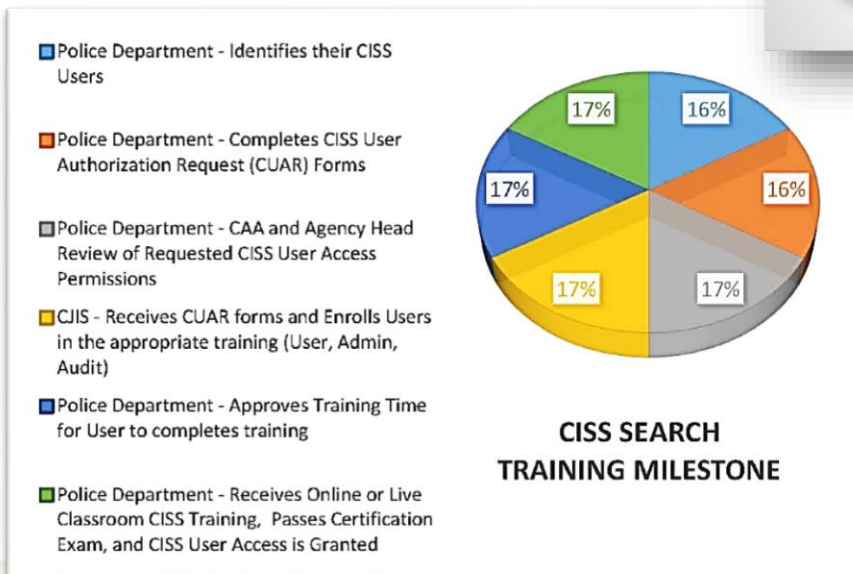 Police Department - Identifies their CISS
Users
Police Department - Completes CISS User
Authorization Request (CUAR) Forms
Police Department - CAA and Agency Head
Review of Requested CISS User Access
Permissions
CJIS - Receives CUAR forms and Enrolls Users
in the appropriate training (User, Admin,
Audit)
Police Department - Approves Training Time
for User to completes training
Police Department - Receives Online or Live
Classroom CISS Training, Passes Certification
Exam, and CISS User Access is Granted
17%
16%
17%
16%
17%
17%
CISS SEARCH
TRAINING MILESTONE